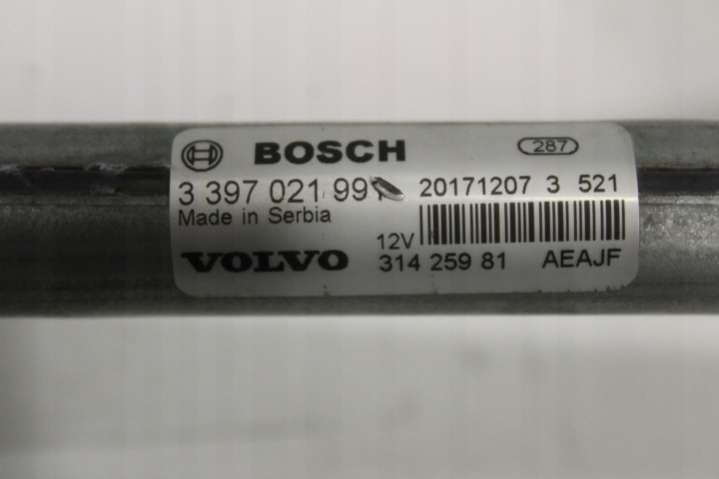 BOSCH 287
3 397 021 99 20171207 3 521
Made in Serbia
12V
VOLVO 314 259 81 AEAJF